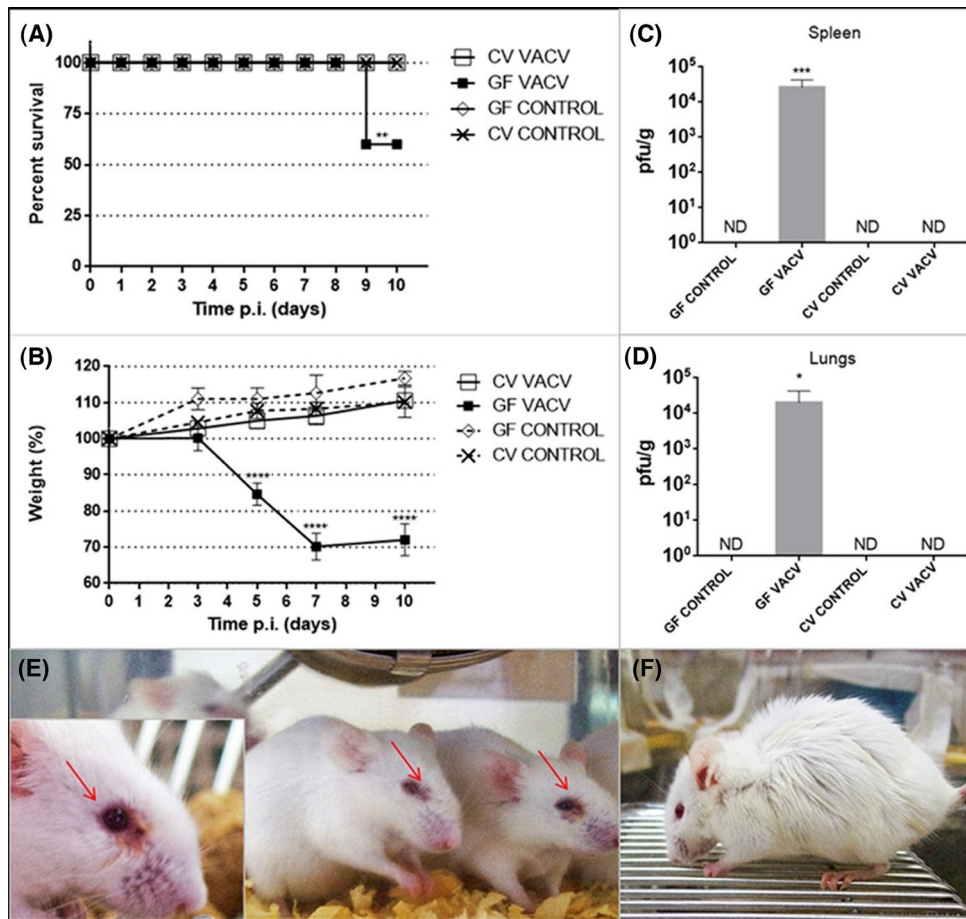 (A)
Percent survival
100
75
50
25
0
**
0 1 2 3 4 5 6 7 8 9 10
Time p.i. (days)
CV VACV
GF VACV
GF CONTROL
CV CONTROL
(C)
Spleen
pfu/g
10⁵
10⁴
10³
10²
10¹
10⁰
ND
***
ND
ND
GF CONTROL
GF VACV
CV CONTROL
CV VACV
(B)
Weight (%)
120
110
100
90
80
70
60
****
****
****
0 1 2 3 4 5 6 7 8 9 10
Time p.i. (days)
CV VACV
GF VACV
GF CONTROL
CV CONTROL
(D)
Lungs
pfu/g
10⁵
10⁴
10³
10²
10¹
10⁰
ND
*
ND
ND
GF CONTROL
GF VACV
CV CONTROL
CV VACV
(E)
(F)